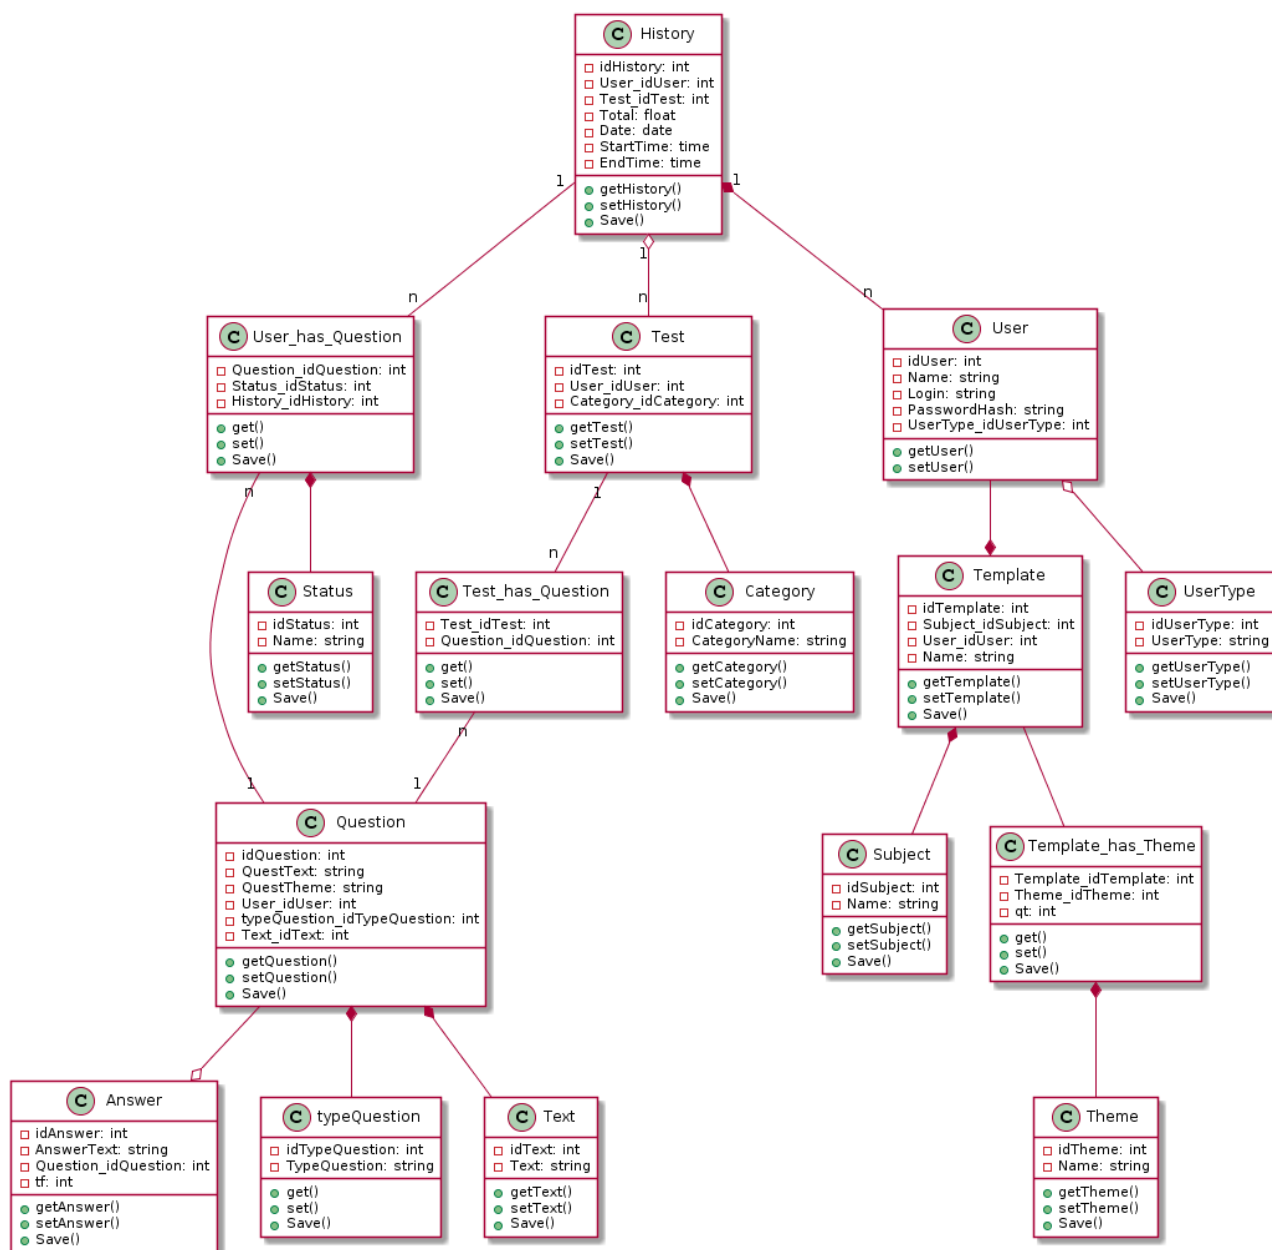 C History
idHistory: int
User_idUser: int
Test_idTest: int
Total: float
Date: date
StartTime: time
EndTime: time
getHistory()
setHistory()
Save()
1
1
1
n
n
n
C User_has_Question
Question_idQuestion: int
Status_idStatus: int
History_idHistory: int
get()
set()
Save()
C Test
idTest: int
User_idUser: int
Category_idCategory: int
getTest()
setTest()
Save()
C User
idUser: int
Name: string
Login: string
PasswordHash: string
UserType_idUserType: int
getUser()
setUser()
n
1
n
C Status
idStatus: int
Name: string
getStatus()
setStatus()
Save()
C Test_has_Question
Test_idTest: int
Question_idQuestion: int
get()
set()
Save()
C Category
idCategory: int
CategoryName: string
getCategory()
setCategory()
Save()
C Template
idTemplate: int
Subject_idSubject: int
User_idUser: int
Name: string
getTemplate()
setTemplate()
Save()
C UserType
idUserType: int
UserType: string
getUserType()
setUserType()
Save()
n
1
1
C Question
idQuestion: int
QuestText: string
QuestTheme: string
User_idUser: int
typeQuestion_idTypeQuestion: int
Text_idText: int
getQuestion()
setQuestion()
Save()
C Subject
idSubject: int
Name: string
getSubject()
setSubject()
Save()
C Template_has_Theme
Template_idTemplate: int
Theme_idTheme: int
qt: int
get()
set()
Save()
C Answer
idAnswer: int
AnswerText: string
Question_idQuestion: int
tf: int
getAnswer()
setAnswer()
Save()
C typeQuestion
idTypeQuestion: int
TypeQuestion: string
get()
set()
Save()
C Text
idText: int
Text: string
getText()
setText()
Save()
C Theme
idTheme: int
Name: string
getTheme()
setTheme()
Save()